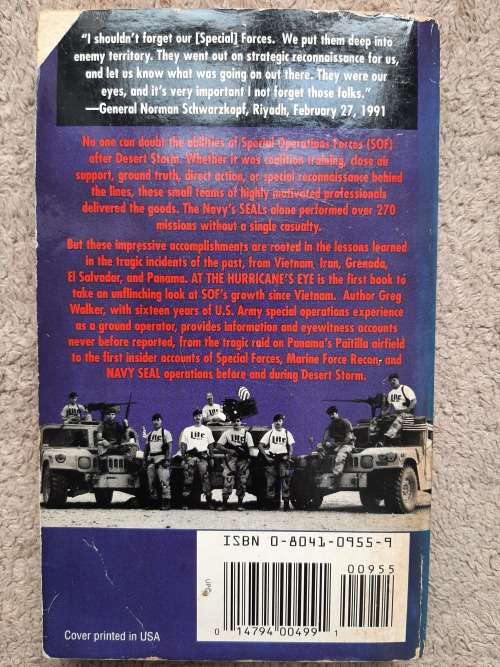 "I shouldn't forget our [Special] Forces. We put them deep into
enemy territory. They went out on strategic reconnaissance for us,
and let us know what was going on out there. They were our
eyes, and it's very important I not forget those folks."
—General Norman Schwarzkopf, Riyadh, February 27, 1991
No one can doubt the abilities of Special Operations Forces (SOF)
after Desert Storm. Whether it was coalition training, close air
support, ground truth, direct action, or special reconnaissance behind
the lines, these small teams of highly motivated professionals
delivered the goods. The Navy's SEALs alone performed over 270
missions without a single casualty.
But these impressive accomplishments are rooted in the lessons learned
in the tragic incidents of the past, from Vietnam, Iran, Grenada,
El Salvador, and Panama. AT THE HURRICANE'S EYE is the first book to
take an unflinching look at SOF's growth since Vietnam. Author Greg
Walker, with sixteen years of U.S. Army special operations experience
as a ground operator, provides information and eyewitness accounts
never before reported, from the tragic raid on Panama's Paitilla airfield
to the first insider accounts of Special Forces, Marine Force Recon, and
NAVY SEAL operations before and during Desert Storm.
Lite Lite Lite Lite Lite
ISBN 0-8041-0955-9
00955
UPC
0 14794 00499 1
Cover printed in USA